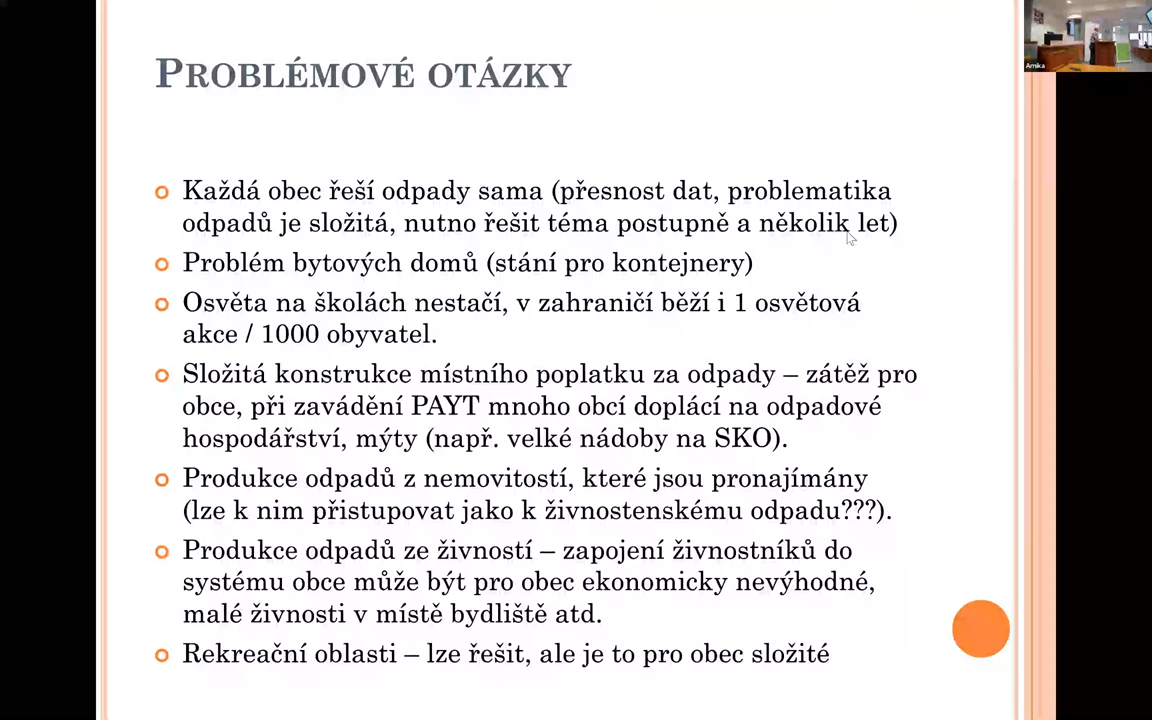 PROBLÉMOVÉ OTÁZKY
Každá obec řeší odpady sama (přesnost dat, problematika
odpadů je složitá, nutno řešit téma postupně a několik let)
Problém bytových domů (stání pro kontejnery)
Osvěta na školách nestačí, v zahraničí běží i 1 osvětová
akce / 1000 obyvatel.
Složitá konstrukce místního poplatku za odpady – zátěž pro
obce, při zavádění PAYT mnoho obcí doplácí na odpadové
hospodářství, mýty (např. velké nádoby na SKO).
Produkce odpadů z nemovitostí, které jsou pronajímány
(lze k nim přistupovat jako k živnostenskému odpadu???).
Produkce odpadů ze živností – zapojení živnostníků do
systému obce může být pro obec ekonomicky nevýhodné,
malé živnosti v místě bydliště atd.
Rekreační oblasti – lze řešit, ale je to pro obec složité
Arnika